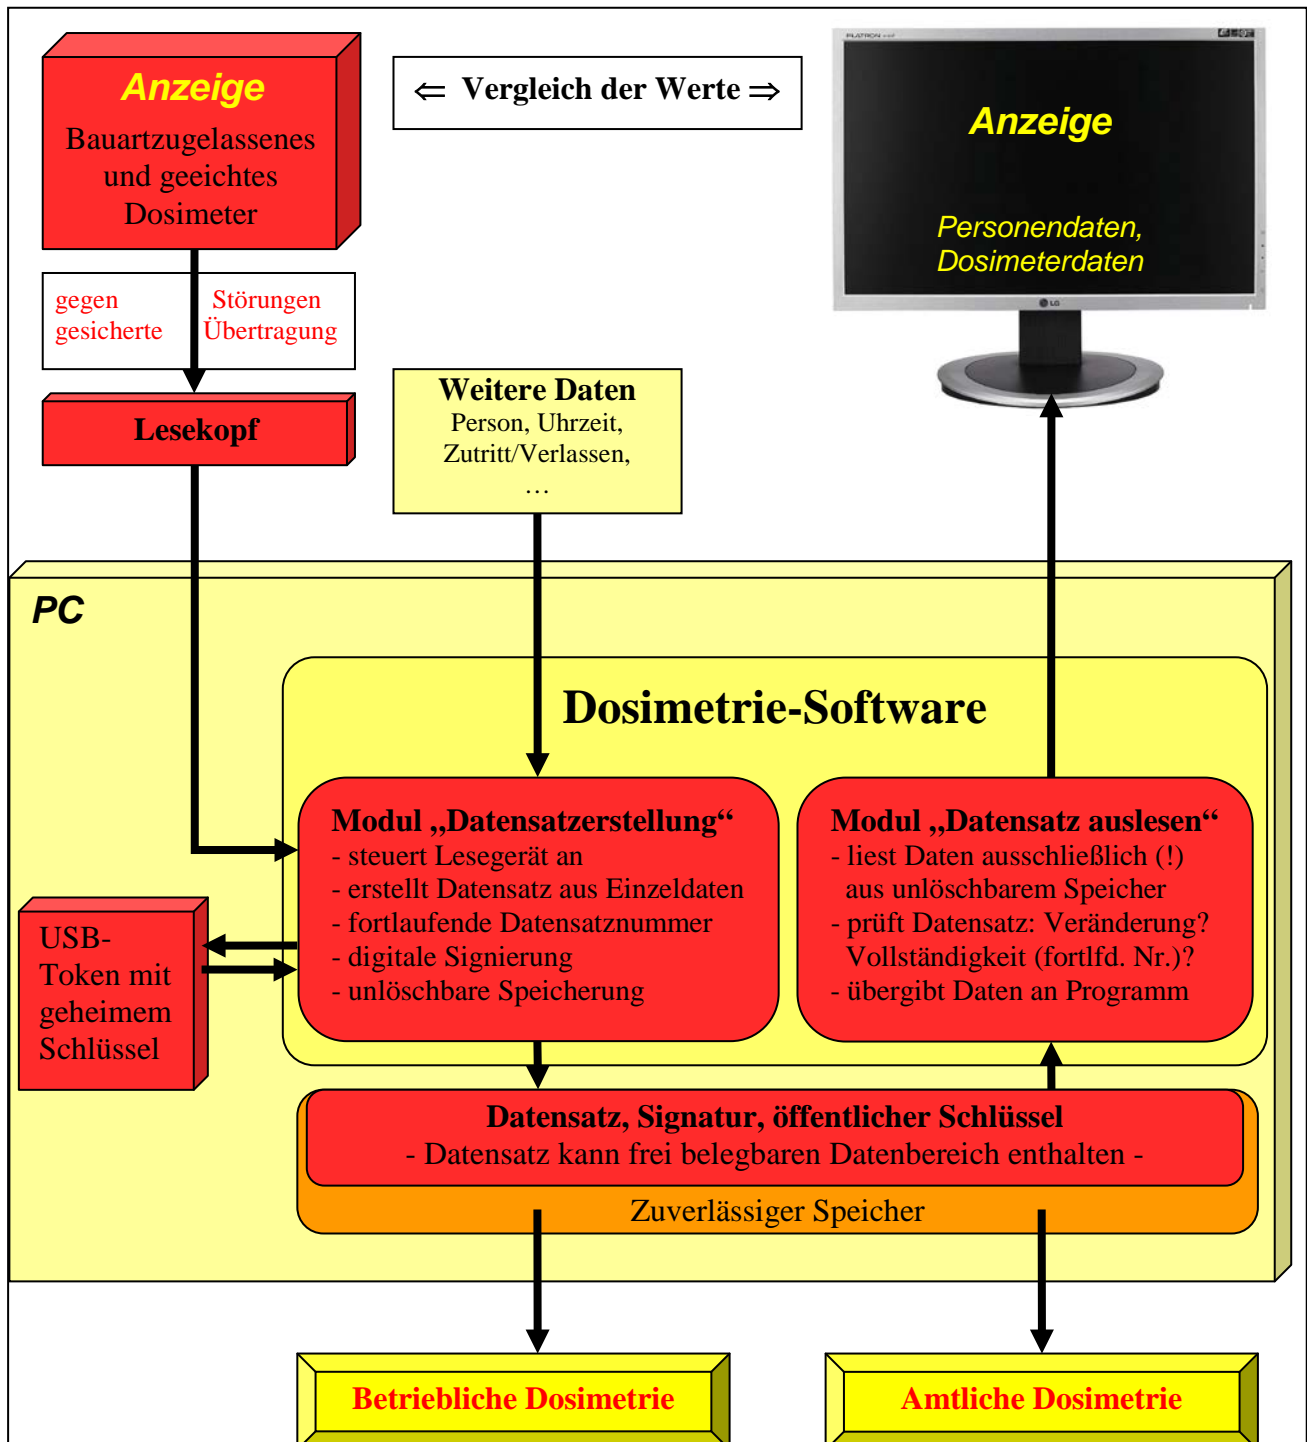 Anzeige
Bauartzugelassenes
und geeichtes
Dosimeter
⇐ Vergleich der Werte ⇒
FLATRON
Anzeige
Personendaten,
Dosimeterdaten
LG
gegen Störungen
gesicherte Übertragung
Lesekopf
Weitere Daten
Person, Uhrzeit,
Zutritt/Verlassen,
…
PC
Dosimetrie-Software
Modul „Datensatzerstellung“
- steuert Lesegerät an
- erstellt Datensatz aus Einzeldaten
- fortlaufende Datensatznummer
- digitale Signierung
- unlöschbare Speicherung
Modul „Datensatz auslesen“
- liest Daten ausschließlich (!)
aus unlöschbarem Speicher
- prüft Datensatz: Veränderung?
Vollständigkeit (fortlfd. Nr.)?
- übergibt Daten an Programm
USB-
Token mit
geheimem
Schlüssel
Datensatz, Signatur, öffentlicher Schlüssel
- Datensatz kann frei belegbaren Datenbereich enthalten -
Zuverlässiger Speicher
Betriebliche Dosimetrie
Amtliche Dosimetrie